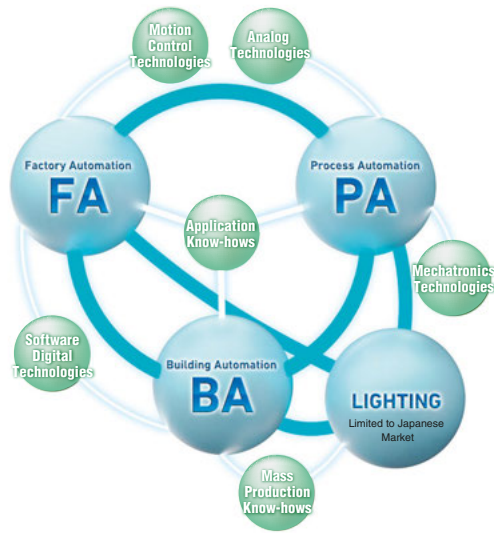 Motion
Control
Technologies
Analog
Technologies
Factory Automation
FA
Process Automation
PA
Application
Know-hows
Mechatronics
Technologies
Software
Digital
Technologies
Building Automation
BA
LIGHTING
Limited to Japanese
Market
Mass
Production
Know-hows